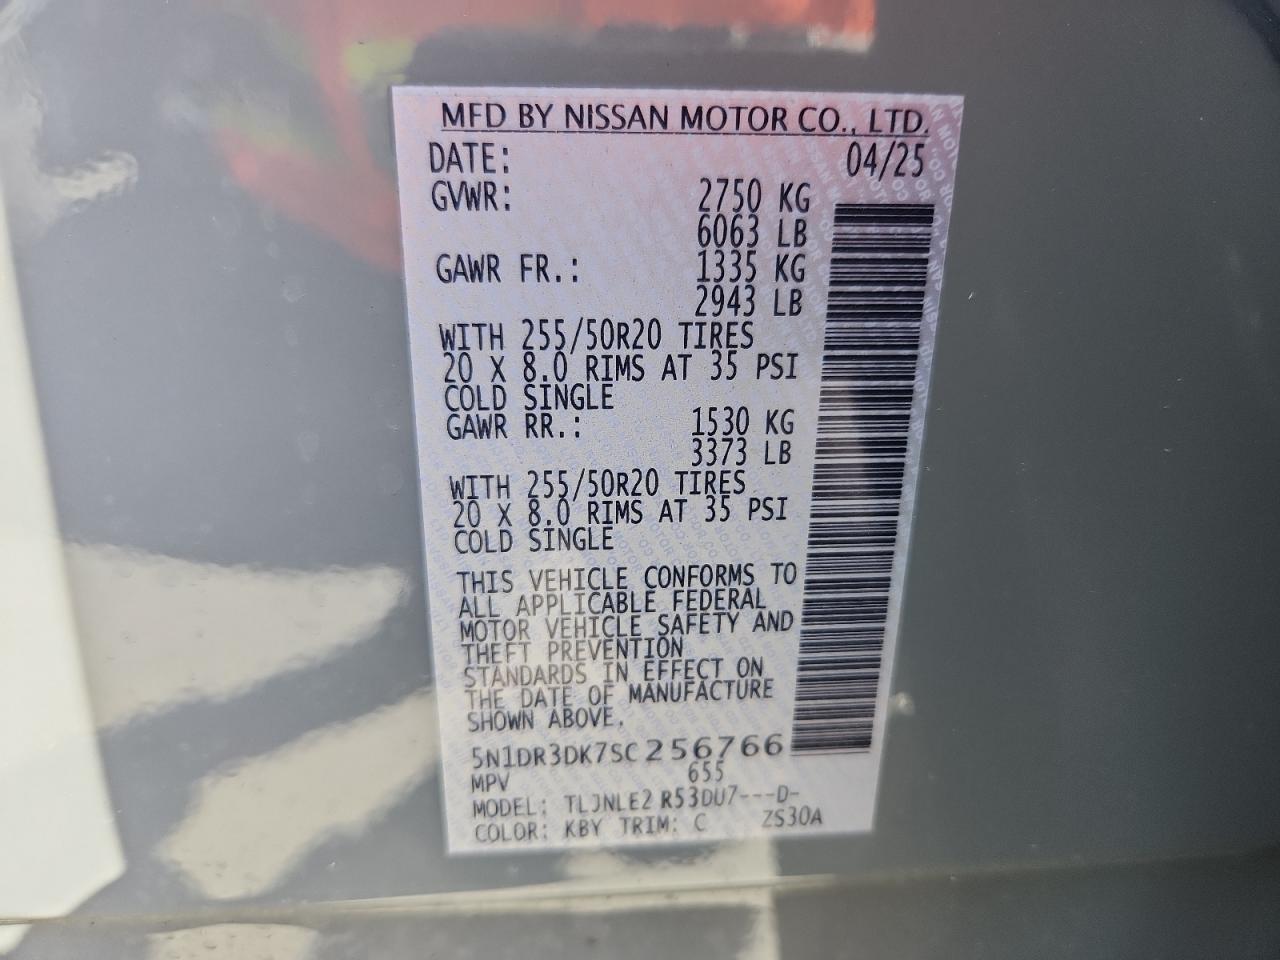 MFD BY NISSAN MOTOR CO., LTD.
DATE: 04/25
GVWR: 2750 KG
6063 LB
GAWR FR.: 1335 KG
2943 LB
WITH 255/50R20 TIRES
20 X 8.0 RIMS AT 35 PSI
COLD SINGLE
GAWR RR.: 1530 KG
3373 LB
WITH 255/50R20 TIRES
20 X 8.0 RIMS AT 35 PSI
COLD SINGLE
THIS VEHICLE CONFORMS TO
ALL APPLICABLE FEDERAL
MOTOR VEHICLE SAFETY AND
THEFT PREVENTION
STANDARDS IN EFFECT ON
THE DATE OF MANUFACTURE
SHOWN ABOVE.
5N1DR3DK7SC256766
MPV 655
MODEL: TLJNLE2 R53DU7---D-
COLOR: KBY TRIM: C ZS30A